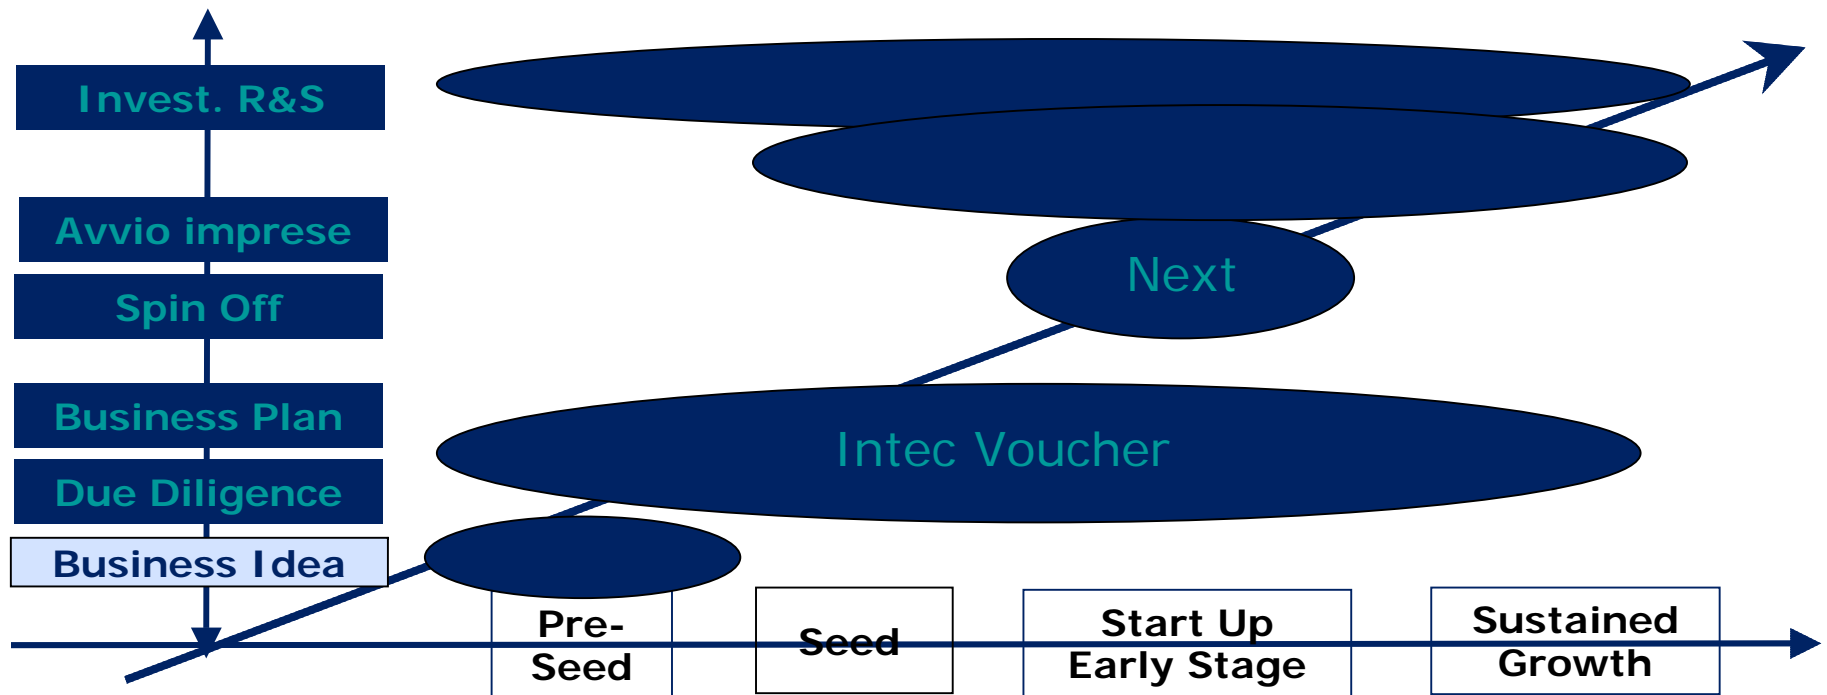 Invest. R&S
Avvio imprese
Spin Off
Business Plan
Due Diligence
Business Idea
Next
Intec Voucher
Pre-
Seed
Seed
Start Up
Early Stage
Sustained
Growth